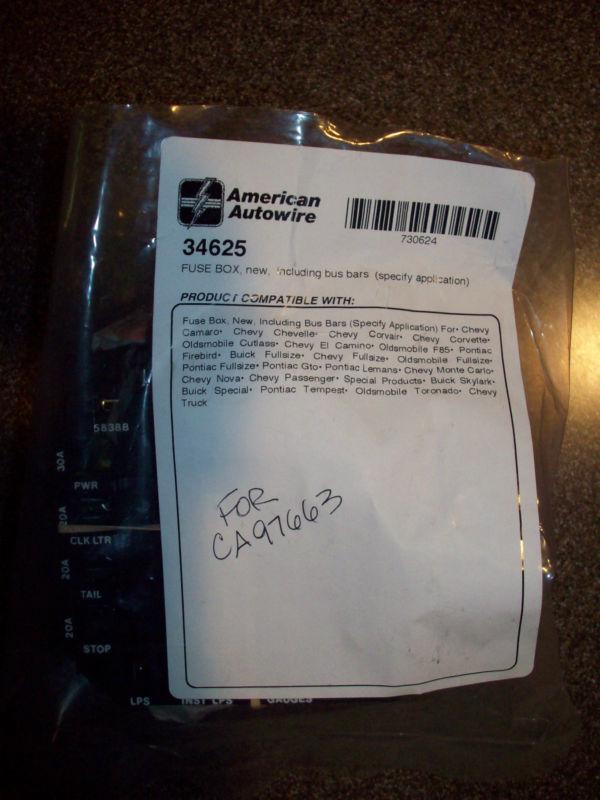 American
Autowire
730624
34625
FUSE BOX, new, including bus bars (specify application)
PRODUCT COMPATIBLE WITH:
Fuse Box, New, Including Bus Bars (Specify Application) For• Chevy
Camaro• Chevy Chevelle• Chevy Corvair• Chevy Corvette•
Oldsmobile Cutlass• Chevy El Camino• Oldsmobile F85• Pontiac
Firebird• Buick Fullsize• Chevy Fullsize• Oldsmobile Fullsize•
Pontiac Fullsize• Pontiac Gto• Pontiac Lemans• Chevy Monte Carlo•
Chevy Nova• Chevy Passenger• Special Products• Buick Skylark•
Buick Special• Pontiac Tempest• Oldsmobile Toronado• Chevy
Truck
FOR
CA97663
5838B
30A
PWR
20A
CLK LTR
20A
TAIL
20A
STOP
LPS INST LPS GAUGES